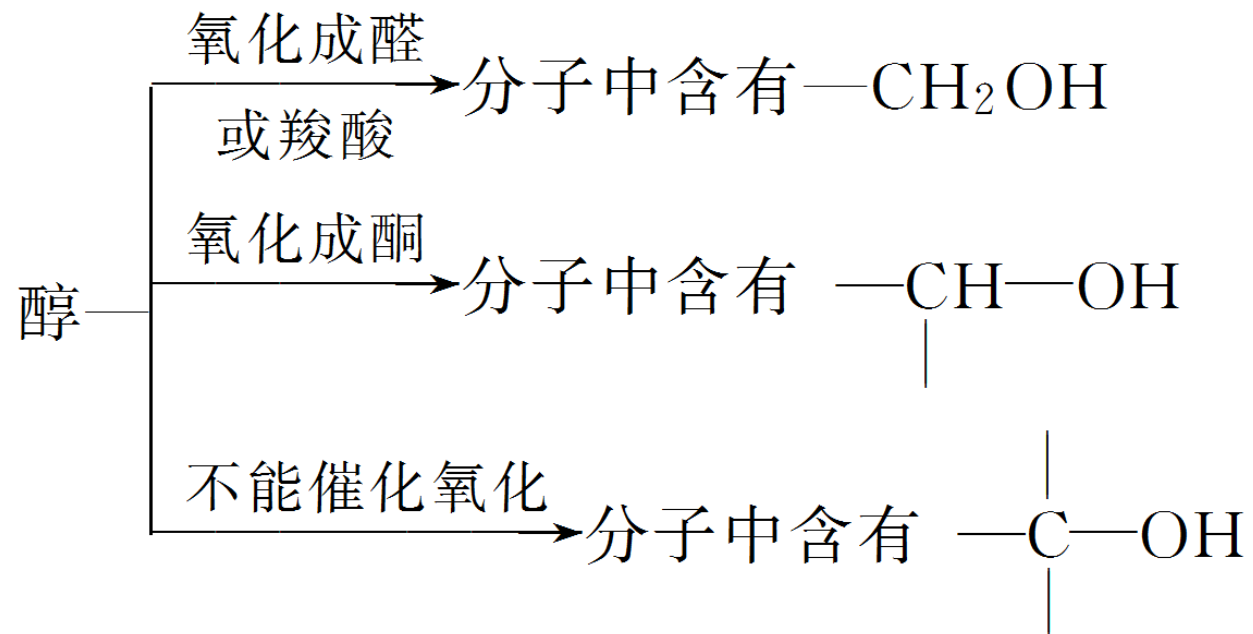 氧化成醛
或羧酸
分子中含有—CH₂OH
氧化成酮
分子中含有 —CH—OH
醇
不能催化氧化
分子中含有 —C—OH